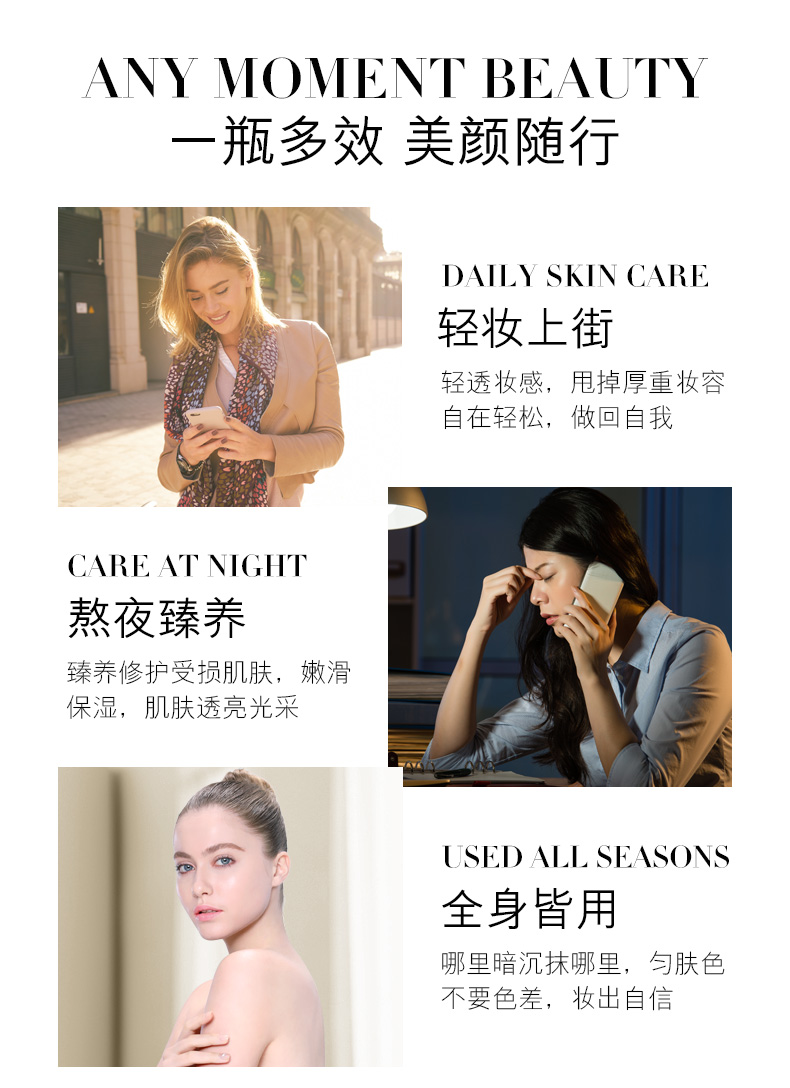 ANY MOMENT BEAUTY
一瓶多效 美颜随行
DAILY SKIN CARE
轻妆上街
轻透妆感，甩掉厚重妆容
自在轻松，做回自我
CARE AT NIGHT
熬夜臻养
臻养修护受损肌肤，嫩滑
保湿，肌肤透亮光采
USED ALL SEASONS
全身皆用
哪里暗沉抹哪里，匀肤色
不要色差，妆出自信